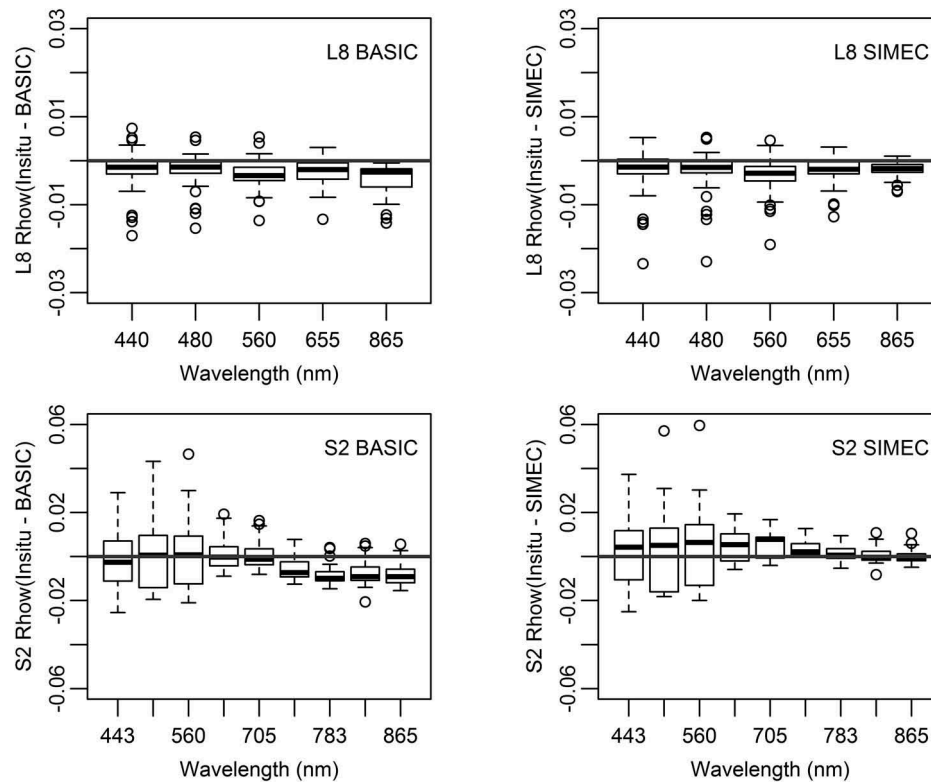 L8 BASIC
L8 Rhow(Insitu - BASIC)
0.03
0.01
-0.01
-0.03
440 480 560 655 865
Wavelength (nm)
L8 SIMEC
L8 Rhow(Insitu - SIMEC)
0.03
0.01
-0.01
-0.03
440 480 560 655 865
Wavelength (nm)
S2 BASIC
S2 Rhow(Insitu - BASIC)
0.06
0.02
-0.02
-0.06
443 560 705 783 865
Wavelength (nm)
S2 SIMEC
S2 Rhow(Insitu - SIMEC)
0.06
0.02
-0.02
-0.06
443 560 705 783 865
Wavelength (nm)